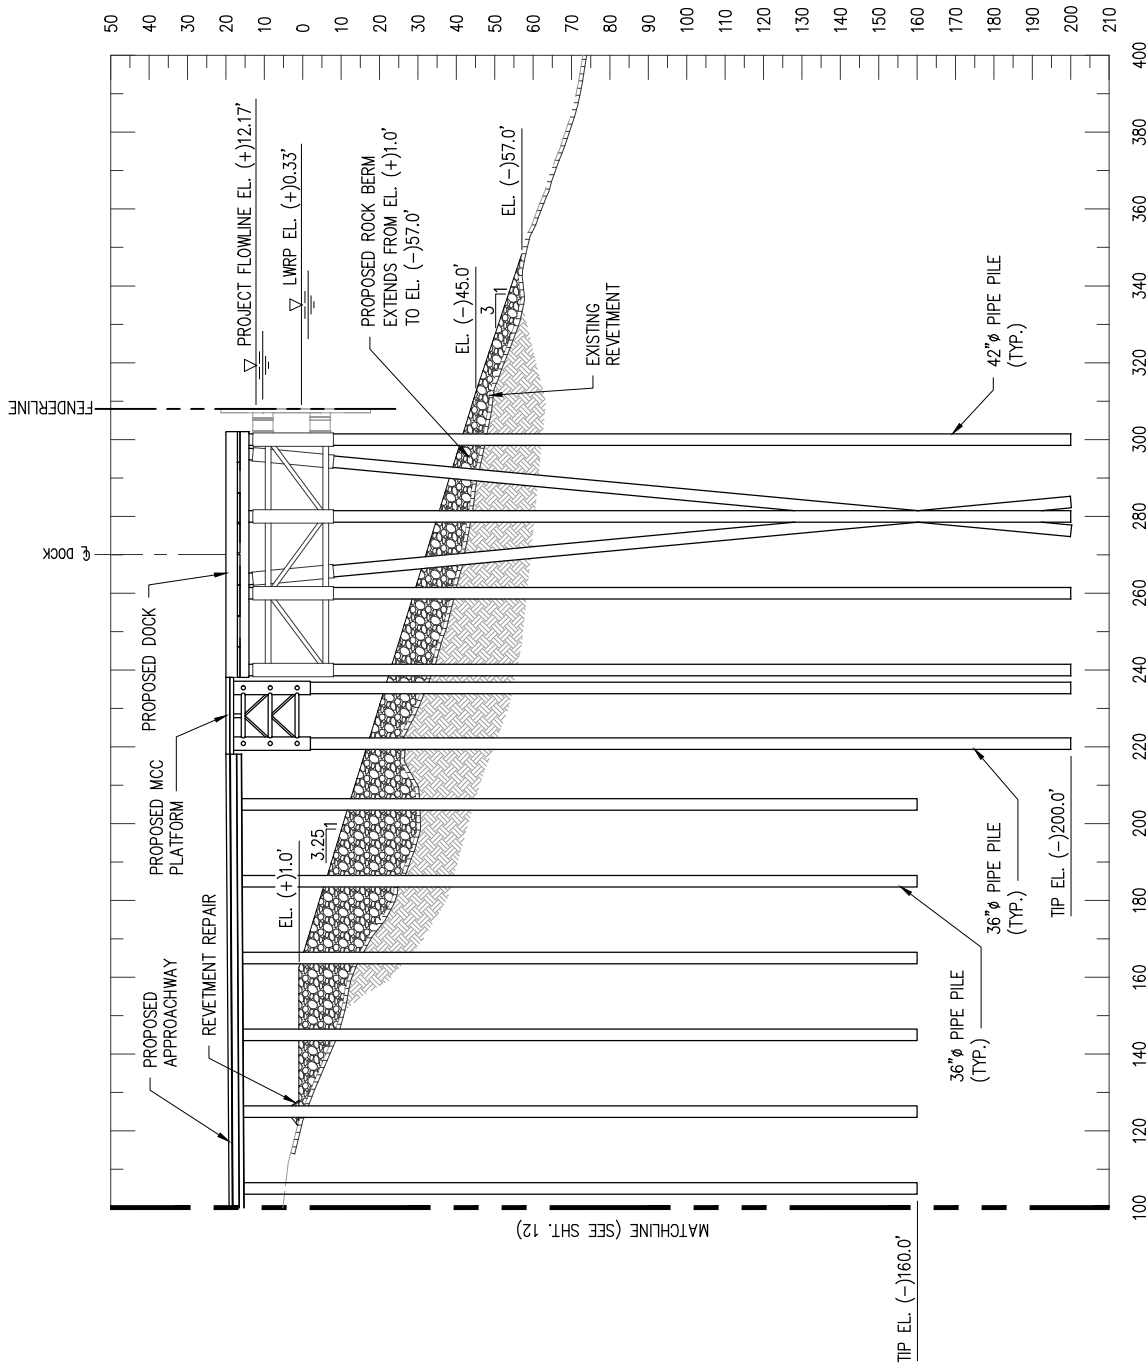 50
40
30
20
10
0
10
20
30
40
50
60
70
80
90
100
110
120
130
140
150
160
170
180
190
200
210
400
380
360
340
320
300
280
260
240
220
200
180
160
140
120
100
PROJECT FLOWLINE EL. (+)12.17'
LWRP EL. (+)0.33'
PROPOSED ROCK BERM
EXTENDS FROM EL. (+)1.0'
TO EL. (-)57.0'
EL. (-)45.0'
3
1
EL. (-)57.0'
EXISTING
REVETMENT
42"ø PIPE PILE
(TYP.)
FENDERLINE
℄ DOCK
PROPOSED DOCK
PROPOSED MCC
PLATFORM
EL. (+)1.0'
3.25
1
REVETMENT REPAIR
PROPOSED
APPROACHWAY
36"ø PIPE PILE
(TYP.)
TIP EL. (-)200.0'
36"ø PIPE PILE
(TYP.)
MATCHLINE (SEE SHT. 12)
TIP EL. (-)160.0'